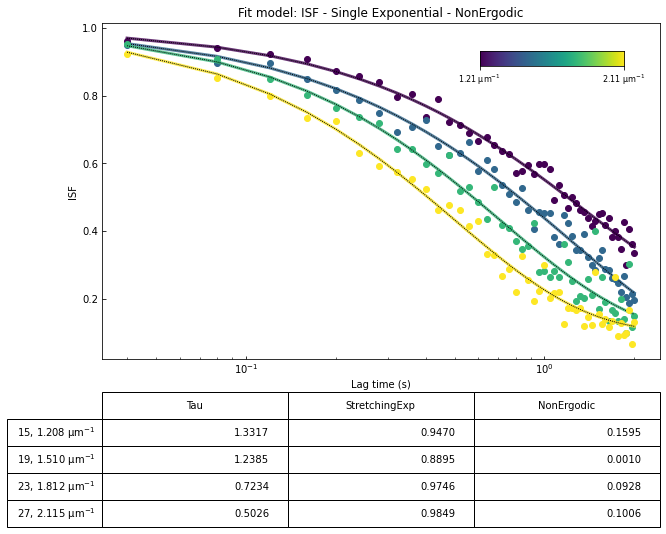 Fit model: ISF - Single Exponential - NonErgodic
1.0
0.8
0.6
0.4
0.2
ISF
1.21 μm⁻¹ 2.11 μm⁻¹
10⁻¹ 10⁰
Lag time (s)
Tau StretchingExp NonErgodic
15, 1.208 μm⁻¹ 1.3317 0.9470 0.1595
19, 1.510 μm⁻¹ 1.2385 0.8895 0.0010
23, 1.812 μm⁻¹ 0.7234 0.9746 0.0928
27, 2.115 μm⁻¹ 0.5026 0.9849 0.1006